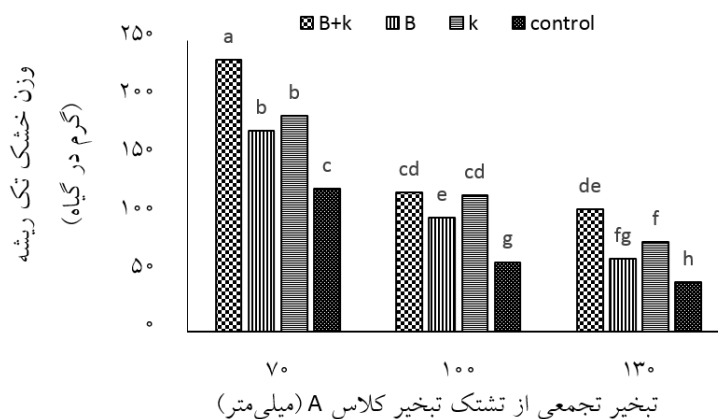 B+k B k control
وزن خشک تک ریشه
(گرم در گیاه)
۲۵۰
۲۰۰
۱۵۰
۱۰۰
۵۰
۰
a b b c
cd e cd g
de fg f h
۷۰ ۱۰۰ ۱۳۰
تبخیر تجمعی از تشتک تبخیر کلاس A (میلی‌متر)